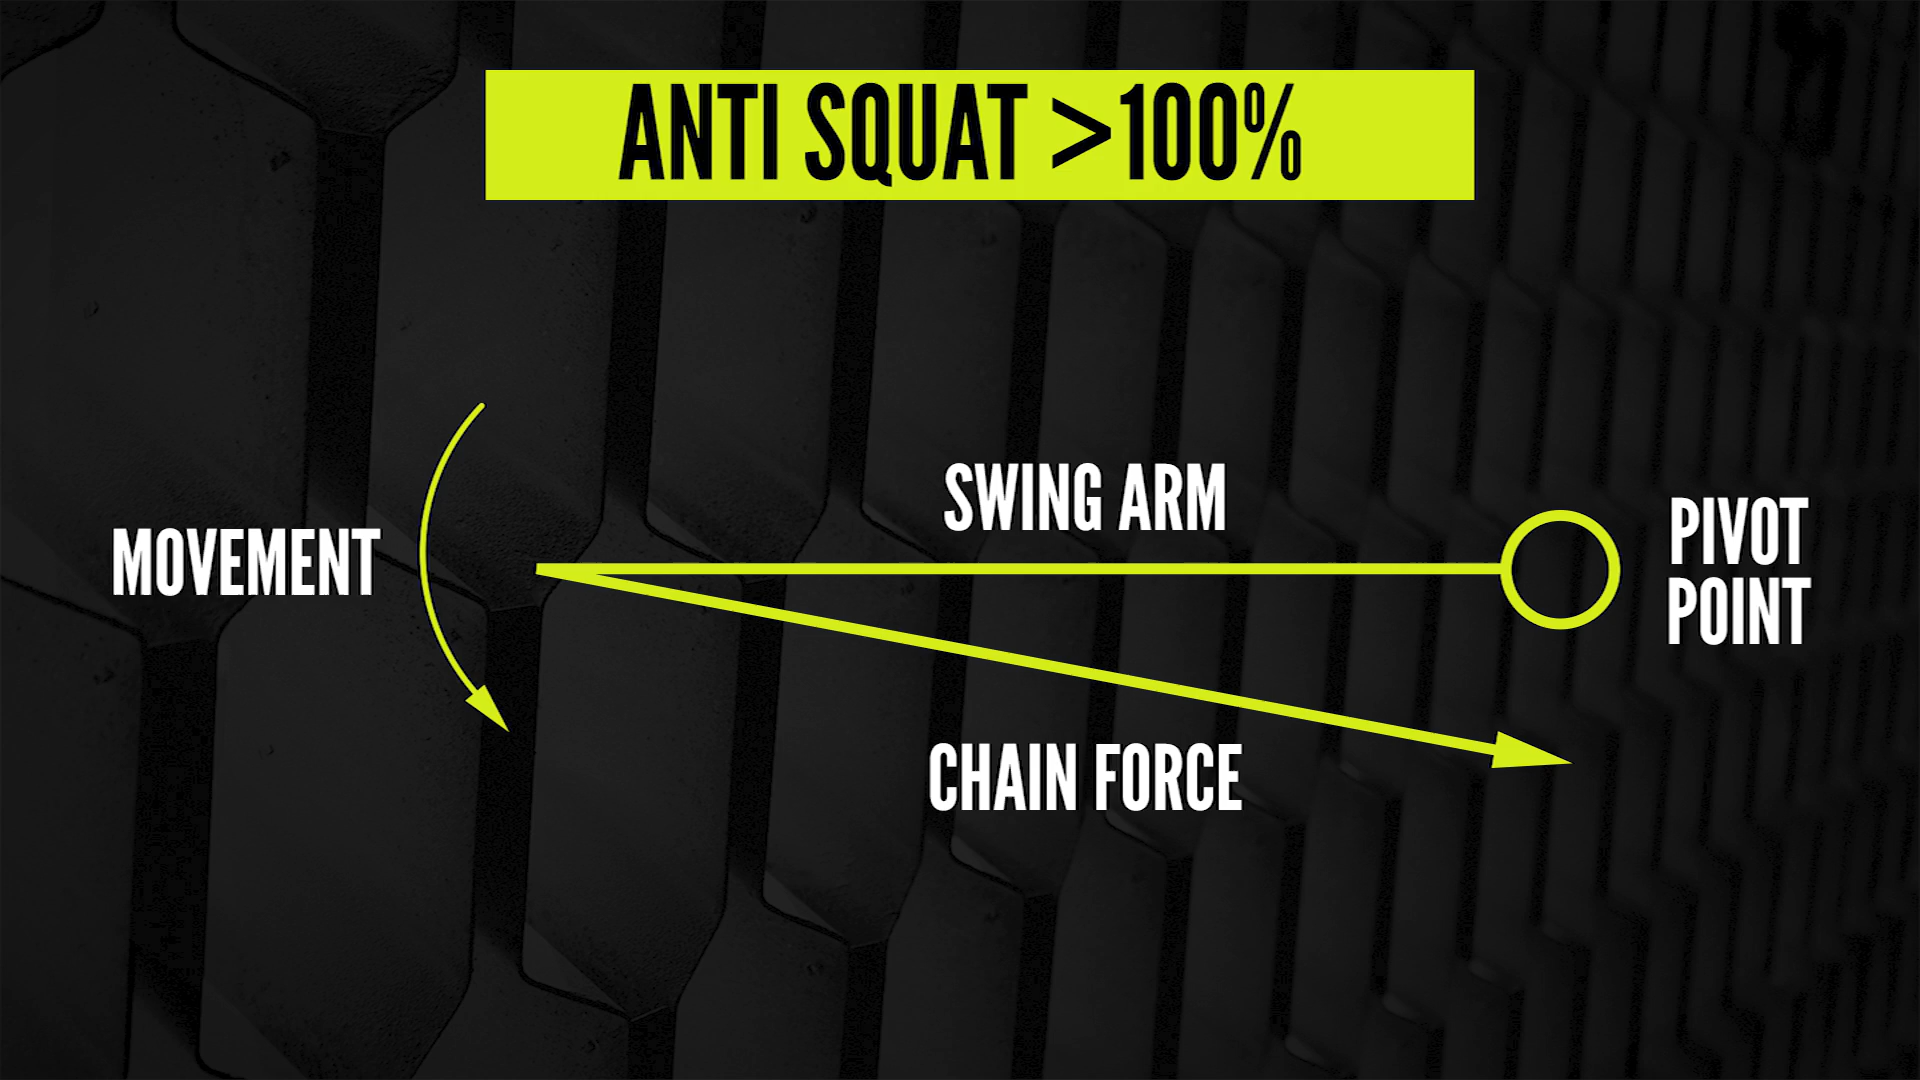 ANTI SQUAT >100%
SWING ARM
PIVOT
POINT
MOVEMENT
CHAIN FORCE